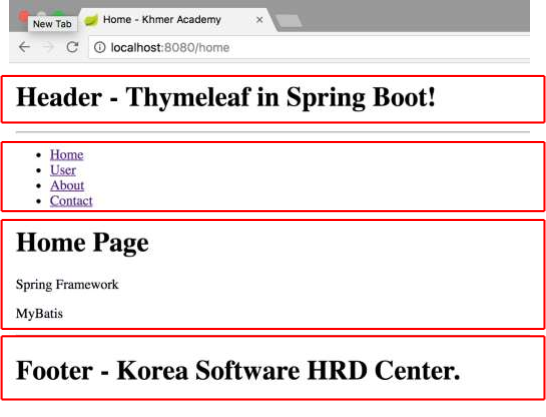 Home - Khmer Academy
New Tab
localhost:8080/home
Header - Thymeleaf in Spring Boot!
Home
User
About
Contact
Home Page
Spring Framework
MyBatis
Footer - Korea Software HRD Center.